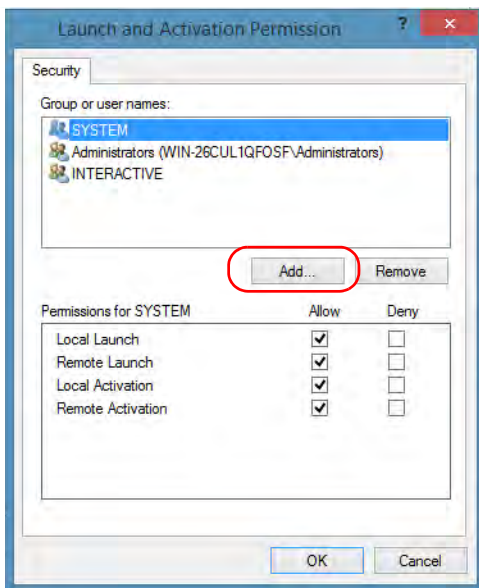 Launch and Activation Permission ? ×
Security
Group or user names:
SYSTEM
Administrators (WIN-26CUL1QFOSF\Administrators)
INTERACTIVE
Add... Remove
Permissions for SYSTEM Allow Deny
Local Launch
Remote Launch
Local Activation
Remote Activation
OK Cancel